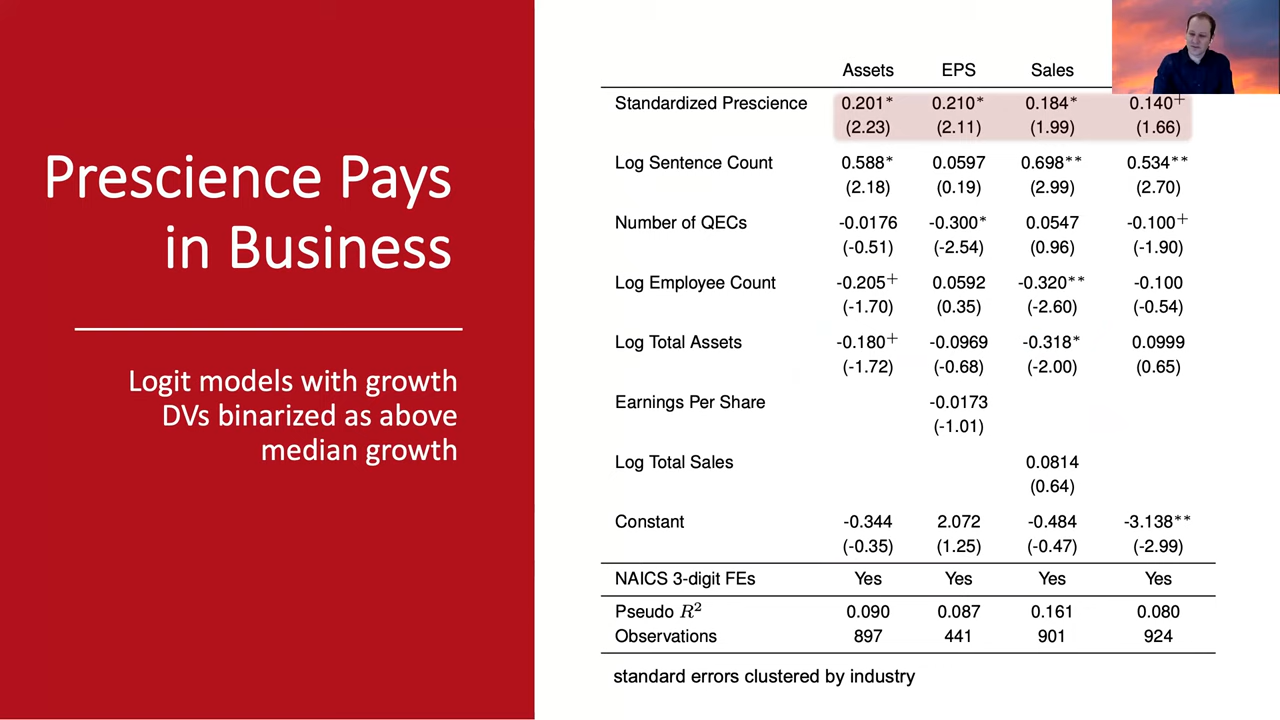 Prescience Pays
in Business
Logit models with growth
DVs binarized as above
median growth
Assets EPS Sales
Standardized Prescience 0.201* 0.210* 0.184* 0.140+
(2.23) (2.11) (1.99) (1.66)
Log Sentence Count 0.588* 0.0597 0.698** 0.534**
(2.18) (0.19) (2.99) (2.70)
Number of QECs -0.0176 -0.300* 0.0547 -0.100+
(-0.51) (-2.54) (0.96) (-1.90)
Log Employee Count -0.205+ 0.0592 -0.320** -0.100
(-1.70) (0.35) (-2.60) (-0.54)
Log Total Assets -0.180+ -0.0969 -0.318* 0.0999
(-1.72) (-0.68) (-2.00) (0.65)
Earnings Per Share -0.0173
(-1.01)
Log Total Sales 0.0814
(0.64)
Constant -0.344 2.072 -0.484 -3.138**
(-0.35) (1.25) (-0.47) (-2.99)
NAICS 3-digit FEs Yes Yes Yes Yes
Pseudo R² 0.090 0.087 0.161 0.080
Observations 897 441 901 924
standard errors clustered by industry